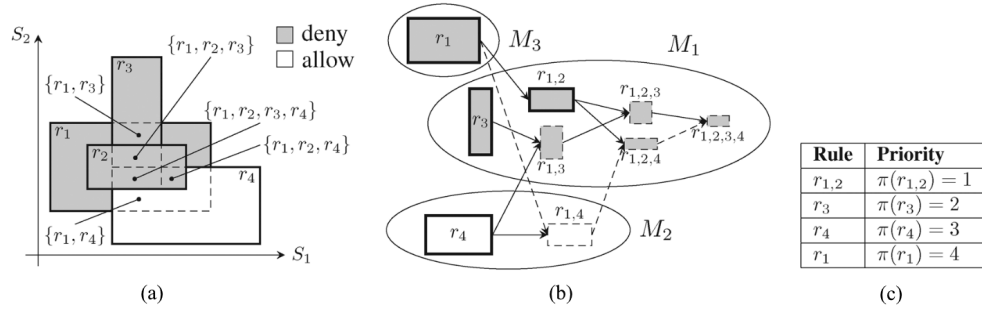 S₂
deny
allow
{r₁, r₂, r₃}
r₃
{r₁, r₃}
{r₁, r₂, r₃, r₄}
r₁
{r₁, r₂, r₄}
r₂
r₄
{r₁, r₄}
S₁
(a)
r₁
M₃
M₁
r₁,₂
r₁,₂,₃
r₃
r₁,₂,₃,₄
r₁,₃
r₁,₂,₄
r₁,₄
r₄
M₂
(b)
Rule Priority
r₁,₂ π(r₁,₂) = 1
r₃ π(r₃) = 2
r₄ π(r₄) = 3
r₁ π(r₁) = 4
(c)